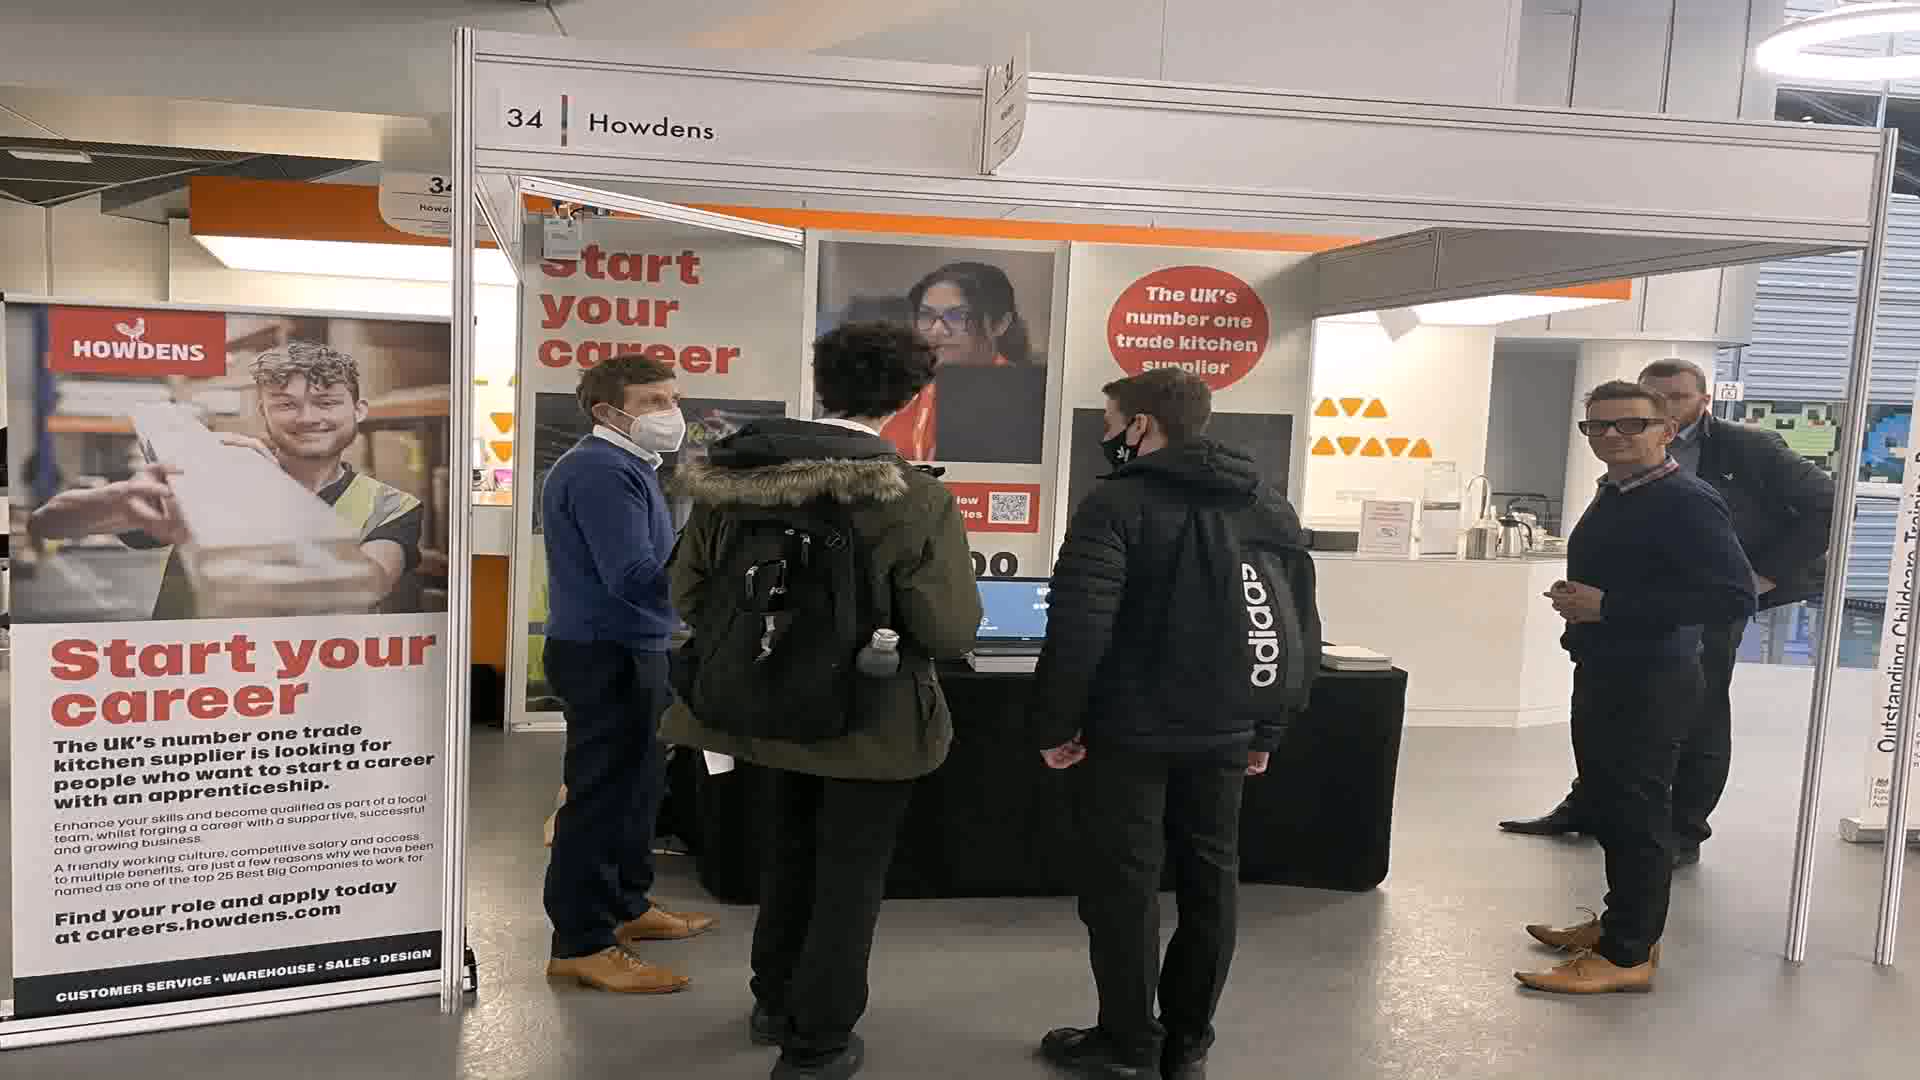 34 Howdens
34
34
Howdens
HOWDENS
Start your
career
The UK's number one trade
kitchen supplier is looking for
people who want to start a career
with an apprenticeship.
Enhance your skills and become qualified as part of a local
team, whilst forging a career with a supportive, successful
and growing business.
A friendly working culture, competitive salary and access
to multiple benefits, are just a few reasons why we have been
named as one of the top 25 Best Big Companies to work for
Find your role and apply today
at careers.howdens.com
CUSTOMER SERVICE · WAREHOUSE · SALES · DESIGN
Start
your
career
The UK's
number one
trade kitchen
supplier
adidas
Outstanding Childcare Training